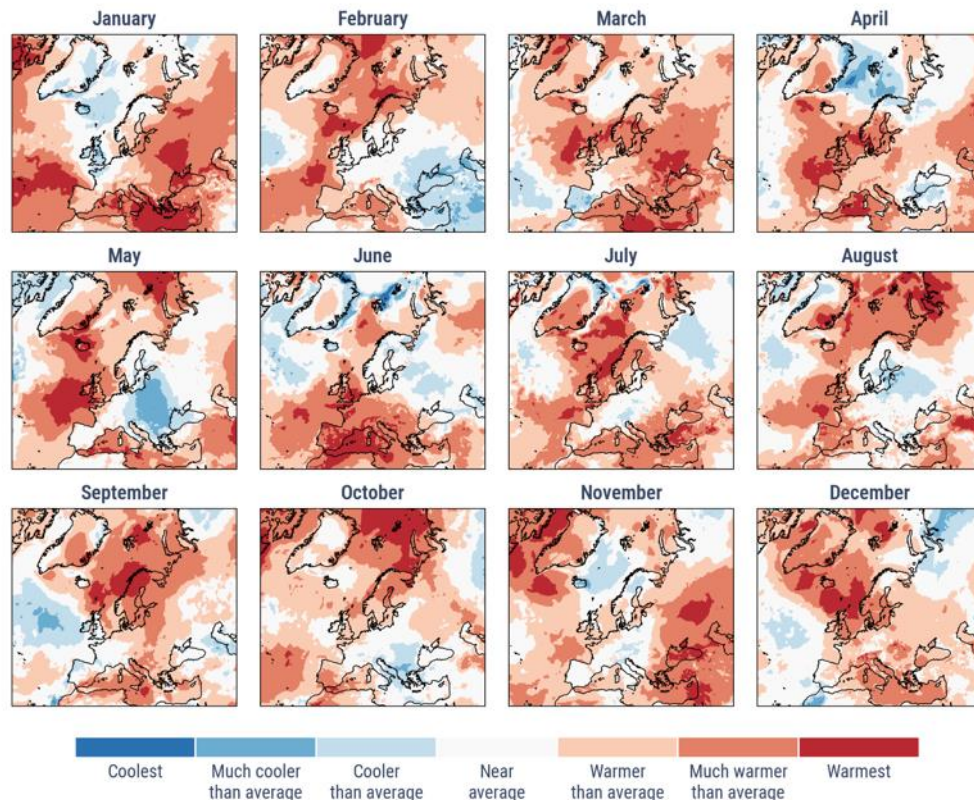 January
February
March
April
May
June
July
August
September
October
November
December
Coolest
Much cooler
than average
Cooler
than average
Near
average
Warmer
than average
Much warmer
than average
Warmest